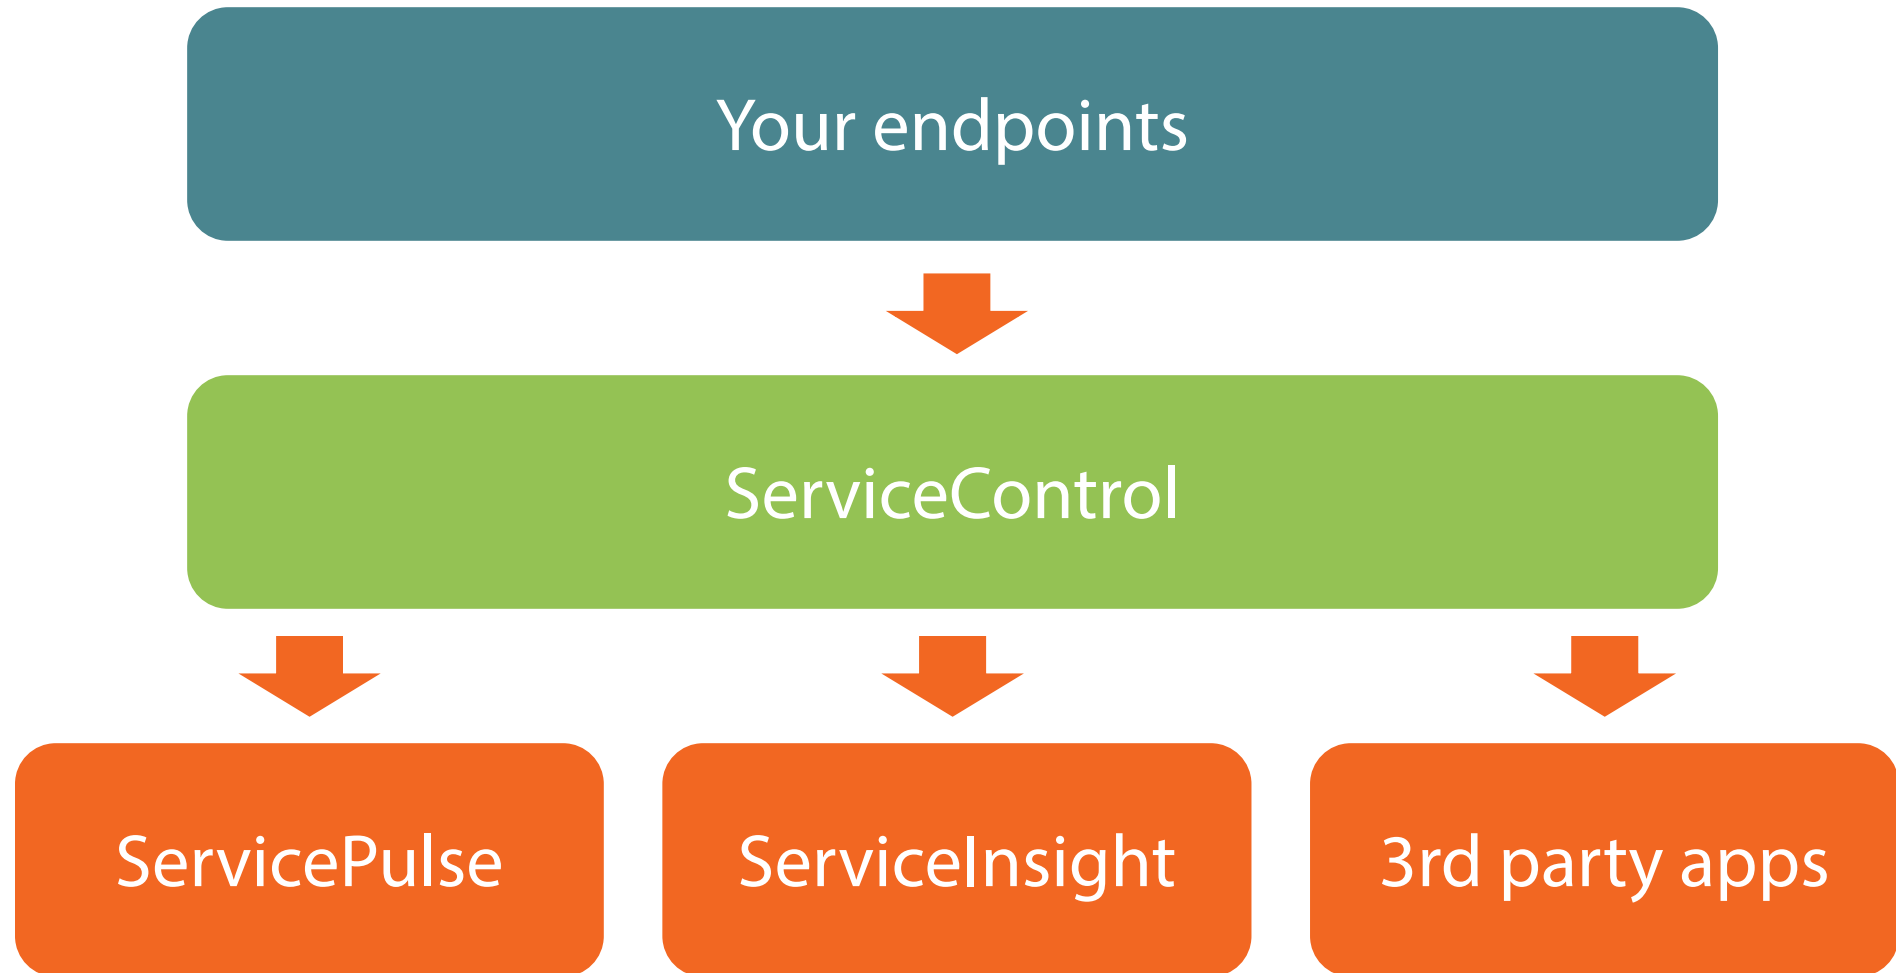 Your endpoints
ServiceControl
ServicePulse
ServiceInsight
3rd party apps